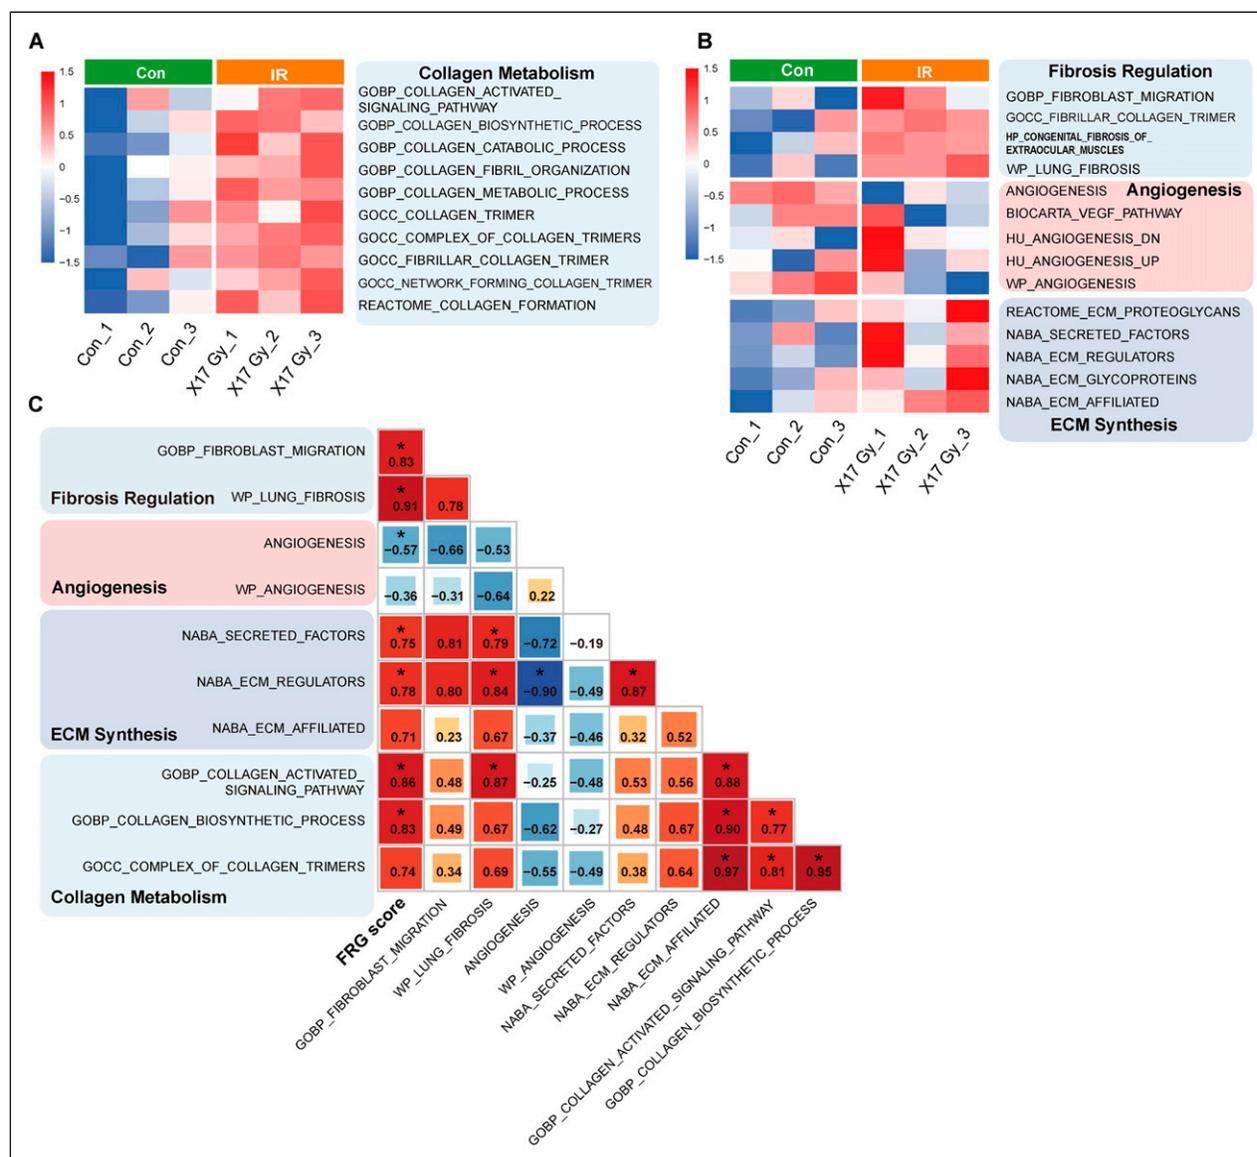 A
Con
IR
1.5
1
0.5
0
−0.5
−1
−1.5
Collagen Metabolism
GOBP_COLLAGEN_ACTIVATED_
SIGNALING_PATHWAY
GOBP_COLLAGEN_BIOSYNTHETIC_PROCESS
GOBP_COLLAGEN_CATABOLIC_PROCESS
GOBP_COLLAGEN_FIBRIL_ORGANIZATION
GOBP_COLLAGEN_METABOLIC_PROCESS
GOCC_COLLAGEN_TRIMER
GOCC_COMPLEX_OF_COLLAGEN_TRIMERS
GOCC_FIBRILLAR_COLLAGEN_TRIMER
GOCC_NETWORK_FORMING_COLLAGEN_TRIMER
REACTOME_COLLAGEN_FORMATION
Con_1
Con_2
Con_3
X17 Gy_1
X17 Gy_2
X17 Gy_3
B
Con
IR
1.5
1
0.5
0
−0.5
−1
−1.5
Fibrosis Regulation
GOBP_FIBROBLAST_MIGRATION
GOCC_FIBRILLAR_COLLAGEN_TRIMER
HP_CONGENITAL_FIBROSIS_OF_
EXTRAOCULAR_MUSCLES
WP_LUNG_FIBROSIS
ANGIOGENESIS Angiogenesis
BIOCARTA_VEGF_PATHWAY
HU_ANGIOGENESIS_DN
HU_ANGIOGENESIS_UP
WP_ANGIOGENESIS
REACTOME_ECM_PROTEOGLYCANS
NABA_SECRETED_FACTORS
NABA_ECM_REGULATORS
NABA_ECM_GLYCOPROTEINS
NABA_ECM_AFFILIATED
ECM Synthesis
Con_1
Con_2
Con_3
X17 Gy_1
X17 Gy_2
X17 Gy_3
C
GOBP_FIBROBLAST_MIGRATION * 0.83
Fibrosis Regulation WP_LUNG_FIBROSIS * 0.91 0.78
ANGIOGENESIS * −0.57 −0.66 −0.53
Angiogenesis WP_ANGIOGENESIS −0.36 −0.31 −0.64 0.22
NABA_SECRETED_FACTORS * 0.75 0.81 * 0.79 −0.72 −0.19
NABA_ECM_REGULATORS * 0.78 0.80 * 0.84 * −0.90 −0.49 * 0.87
ECM Synthesis NABA_ECM_AFFILIATED 0.71 0.23 0.67 −0.37 −0.46 0.32 0.52
GOBP_COLLAGEN_ACTIVATED_
SIGNALING_PATHWAY * 0.86 0.48 * 0.87 −0.25 −0.48 0.53 0.56 * 0.88
GOBP_COLLAGEN_BIOSYNTHETIC_PROCESS * 0.83 0.49 0.67 −0.62 −0.27 0.48 0.67 * 0.90 * 0.77
GOCC_COMPLEX_OF_COLLAGEN_TRIMERS 0.74 0.34 0.69 −0.55 −0.49 0.38 0.64 * 0.97 * 0.81 * 0.95
Collagen Metabolism
FRG score
GOBP_FIBROBLAST_MIGRATION
WP_LUNG_FIBROSIS
ANGIOGENESIS
WP_ANGIOGENESIS
NABA_SECRETED_FACTORS
NABA_ECM_REGULATORS
NABA_ECM_AFFILIATED
GOBP_COLLAGEN_ACTIVATED_SIGNALING_PATHWAY
GOBP_COLLAGEN_BIOSYNTHETIC_PROCESS